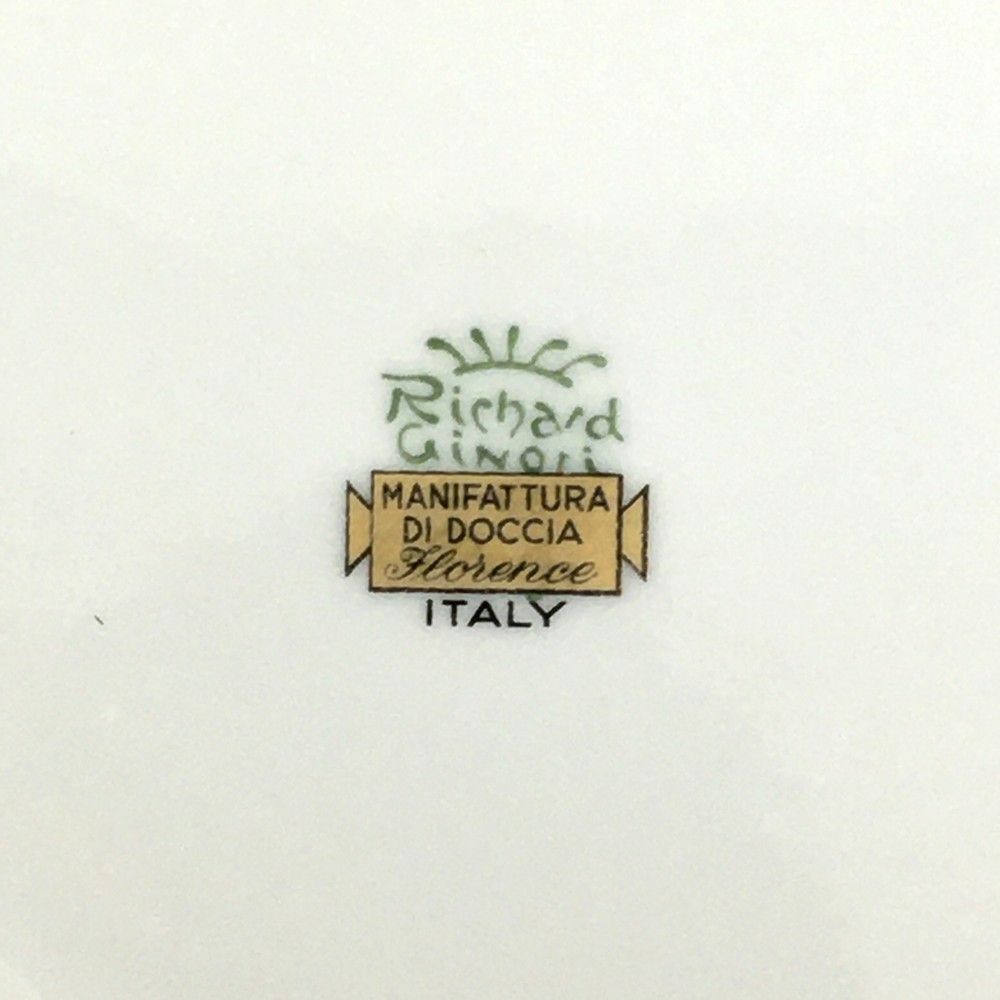 Richard
Ginori
MANIFATTURA
DI DOCCIA
Florence
ITALY